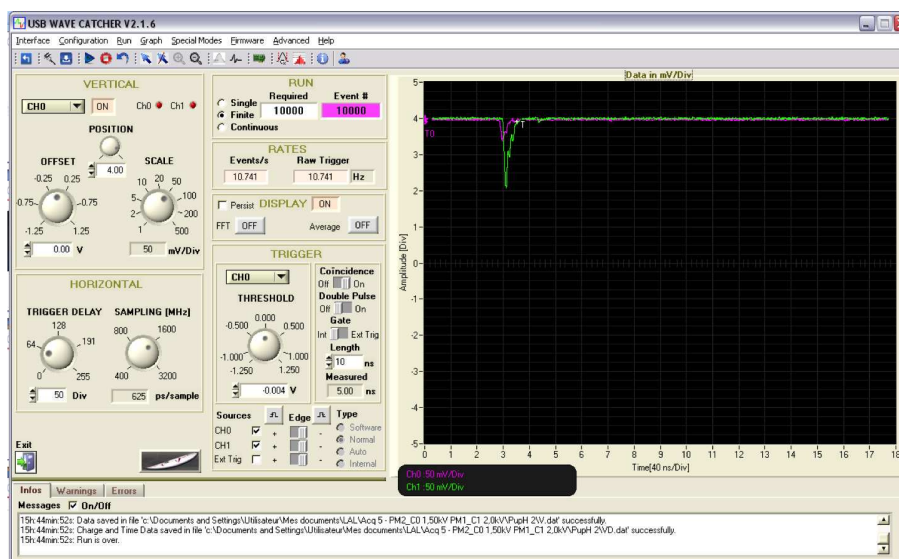 USB WAVE CATCHER V2.1.6
Interface Configuration Run Graph Special Modes Firmware Advanced Help
VERTICAL
CH0 ON Ch0 Ch1
POSITION
4.00
OFFSET
-0.25 0.25
-0.75 0.75
-1.25 1.25
0.00 V
SCALE
10 20 50
5 100
2 200
1 500
50 mV/Div
HORIZONTAL
TRIGGER DELAY
128
64 191
0 255
50 Div
SAMPLING [MHz]
800 1600
400 3200
625 ps/sample
Exit
RUN
Required Event #
Single
Finite
Continuous
10000 10000
RATES
Events/s Raw Trigger
10.741 10.741 Hz
Persist DISPLAY ON
FFT OFF Average OFF
TRIGGER
CH0
THRESHOLD
0.000
-0.500 0.500
-1.000 1.000
-1.250 1.250
-0.004 V
Coincidence
Off On
Double Pulse
Off On
Gate
Int Ext Trig
Length
10 ns
Measured
5.00 ns
Sources Edge Type
CH0 + - Software
CH1 + - Normal
Ext Trig + - Auto
Internal
Data in mV/Div
Amplitude [Div]
5
4
3
2
1
0
-1
-2
-3
-4
-5
T0
T
0 1 2 3 4 5 6 7 8 9 10 11 12 13 14 15 16 17 18
Time[40 ns/Div]
Ch0 :50 mV/Div
Ch1 :50 mV/Div
Infos Warnings Errors
Messages On/Off
15h:44min:52s: Data saved in file 'c:\Documents and Settings\Utilisateur\Mes documents\LAL\Acq 5 - PM2_C0 1,50kV PM1_C1 2,0kV\PupH 2\V.dat' successfully.
15h:44min:52s: Charge and Time Data saved in file 'c:\Documents and Settings\Utilisateur\Mes documents\LAL\Acq 5 - PM2_C0 1,50kV PM1_C1 2,0kV\PupH 2\VD.dat' successfully.
15h:44min:52s: Run is over.